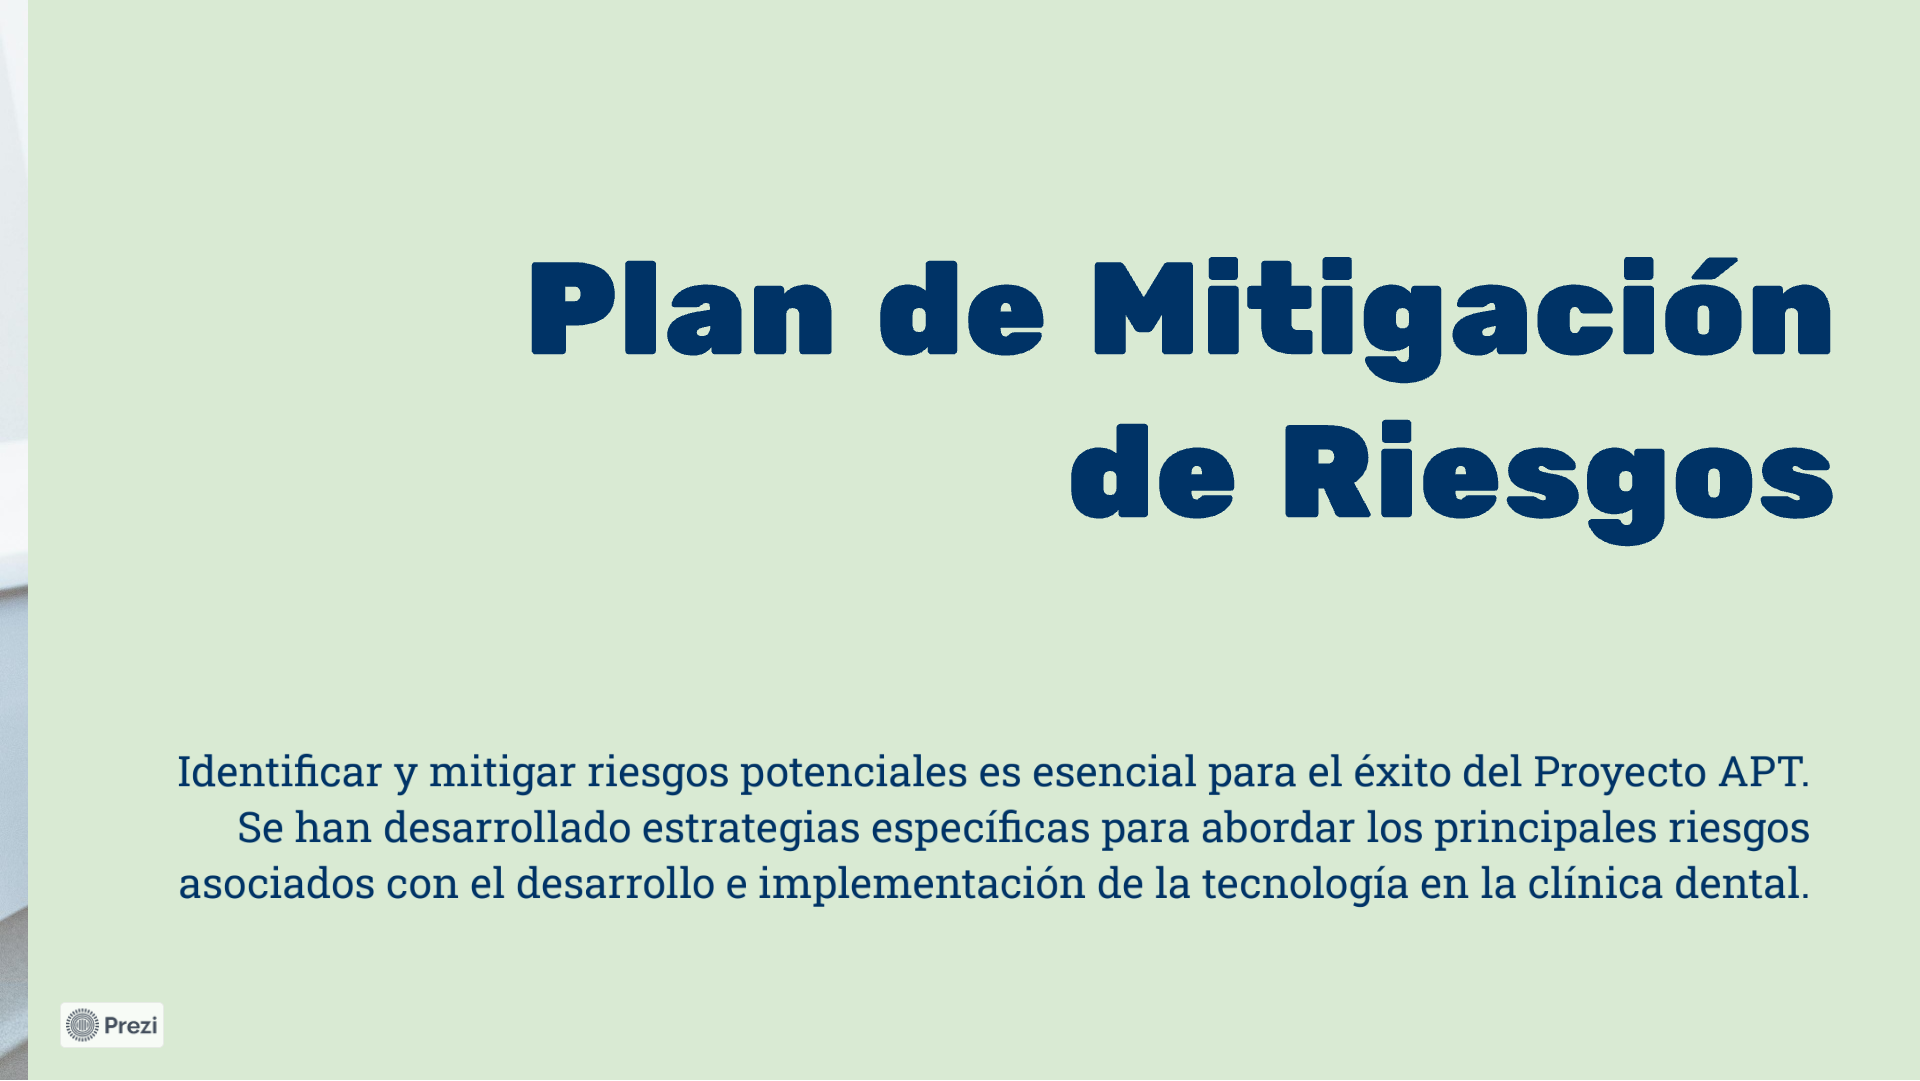 Plan de Mitigación
de Riesgos
Identificar y mitigar riesgos potenciales es esencial para el éxito del Proyecto APT.
Se han desarrollado estrategias específicas para abordar los principales riesgos
asociados con el desarrollo e implementación de la tecnología en la clínica dental.
Prezi